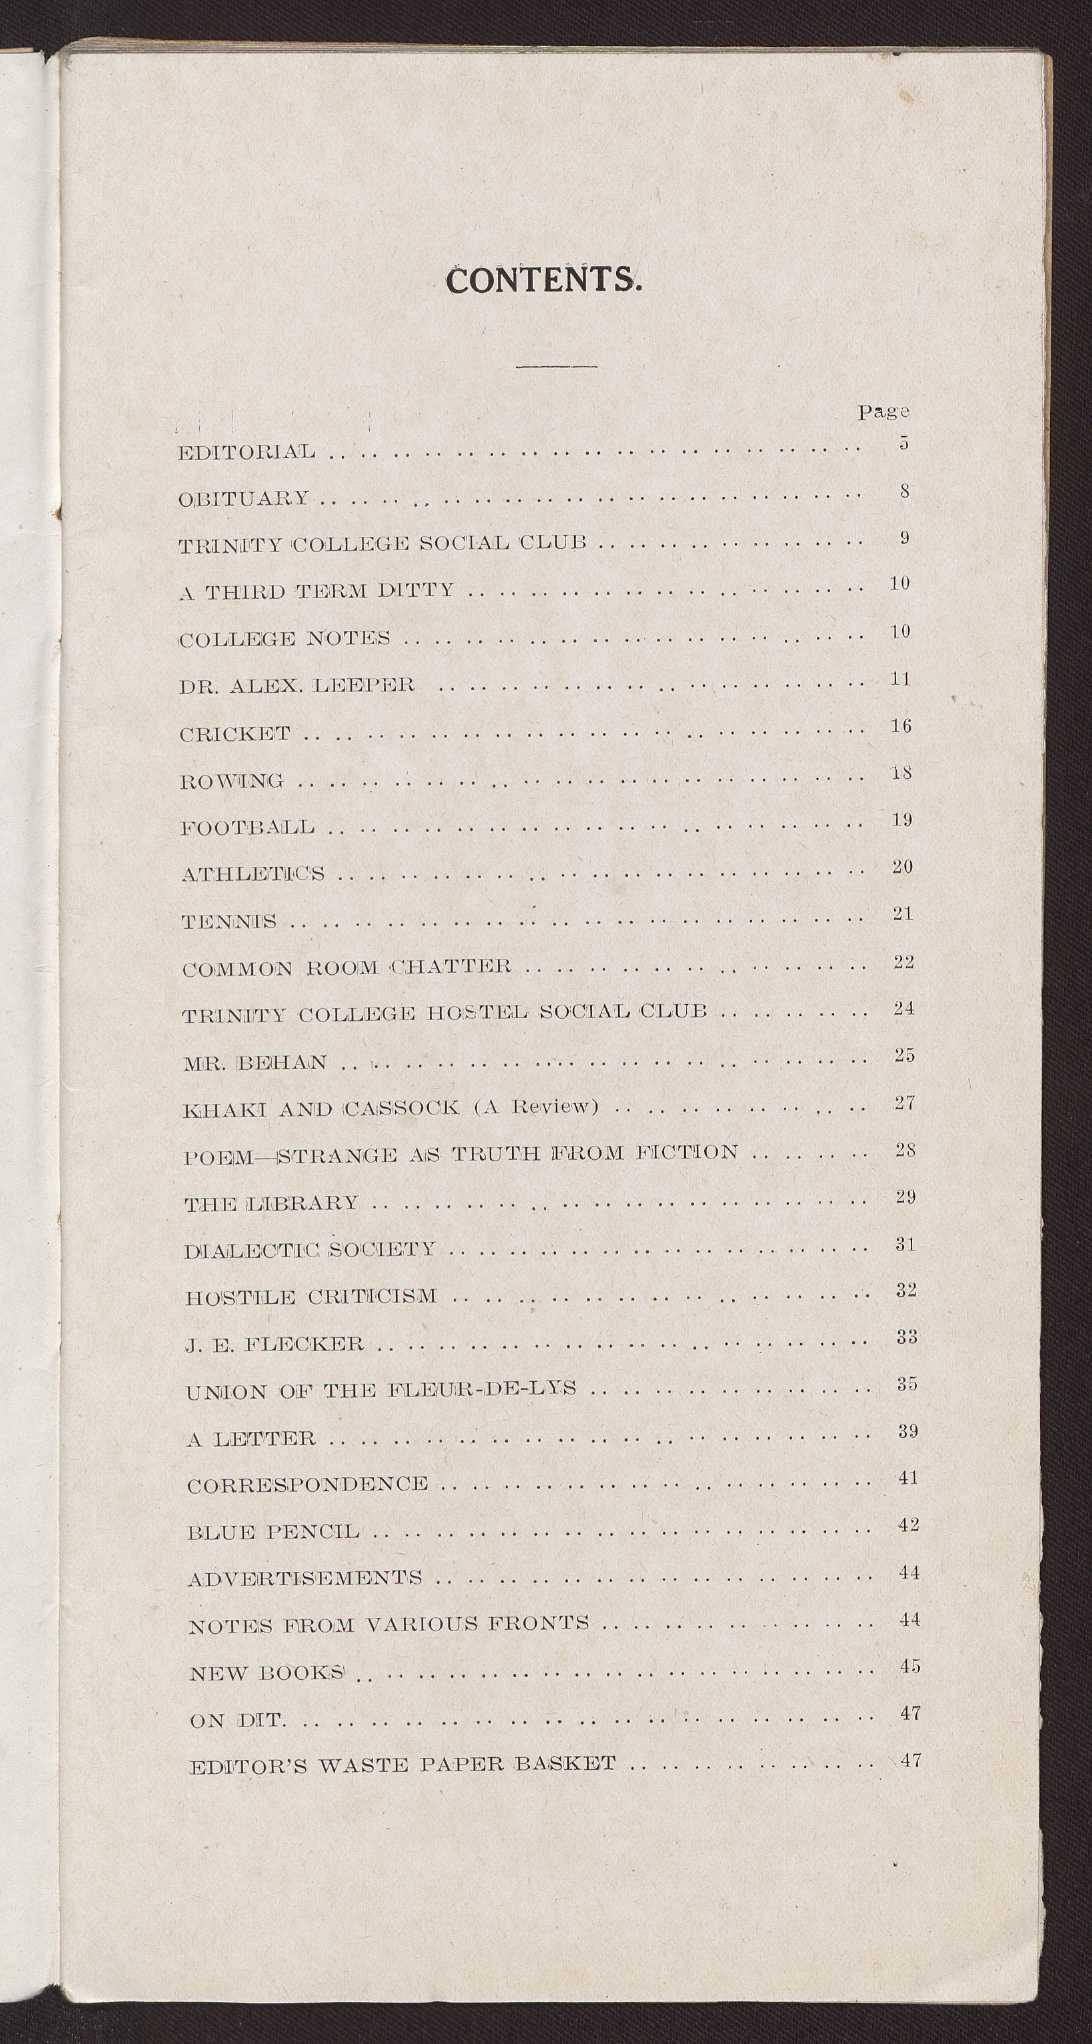 CONTENTS.
Page
EDITORIAL .. .. .. .. .. .. .. .. .. .. .. .. .. .. .. .. .. 5
OBITUARY .. .. .. .. .. .. .. .. .. .. .. .. .. .. .. .. .. .. 8
TRINITY COLLEGE SOCIAL CLUB .. .. .. .. .. .. .. .. .. 9
A THIRD TERM DITTY .. .. .. .. .. .. .. .. .. .. .. .. .. 10
COLLEGE NOTES .. .. .. .. .. .. .. .. .. .. .. .. .. .. .. 10
DR. ALEX. LEEPER .. .. .. .. .. .. .. .. .. .. .. .. .. .. 11
CRICKET .. .. .. .. .. .. .. .. .. .. .. .. .. .. .. .. .. .. 16
ROWING .. .. .. .. .. .. .. .. .. .. .. .. .. .. .. .. .. .. 18
FOOTBALL .. .. .. .. .. .. .. .. .. .. .. .. .. .. .. .. .. 19
ATHLETICS .. .. .. .. .. .. .. .. .. .. .. .. .. .. .. .. .. 20
TENNIS .. .. .. .. .. .. .. .. .. .. .. .. .. .. .. .. .. .. 21
COMMON ROOM CHATTER .. .. .. .. .. .. .. .. .. .. .. 22
TRINITY COLLEGE HOSTEL SOCIAL CLUB .. .. .. .. .. 24
MR. BEHAN .. .. .. .. .. .. .. .. .. .. .. .. .. .. .. .. .. 25
KHAKI AND CASSOCK (A Review) .. .. .. .. .. .. .. .. 27
POEM—STRANGE AS TRUTH FROM FICTION .. .. .. .. 28
THE LIBRARY .. .. .. .. .. .. .. .. .. .. .. .. .. .. .. .. 29
DIALECTIC SOCIETY .. .. .. .. .. .. .. .. .. .. .. .. .. .. 31
HOSTILE CRITICISM .. .. .. .. .. .. .. .. .. .. .. .. .. .. 32
J. E. FLECKER .. .. .. .. .. .. .. .. .. .. .. .. .. .. .. .. 33
UNION OF THE FLEUR-DE-LYS .. .. .. .. .. .. .. .. .. 35
A LETTER .. .. .. .. .. .. .. .. .. .. .. .. .. .. .. .. .. 39
CORRESPONDENCE .. .. .. .. .. .. .. .. .. .. .. .. .. .. 41
BLUE PENCIL .. .. .. .. .. .. .. .. .. .. .. .. .. .. .. .. 42
ADVERTISEMENTS .. .. .. .. .. .. .. .. .. .. .. .. .. .. 44
NOTES FROM VARIOUS FRONTS .. .. .. .. .. .. .. .. .. 44
NEW BOOKS .. .. .. .. .. .. .. .. .. .. .. .. .. .. .. .. .. 45
ON DIT. .. .. .. .. .. .. .. .. .. .. .. .. .. .. .. .. .. 47
EDITOR'S WASTE PAPER BASKET .. .. .. .. .. .. .. .. 47